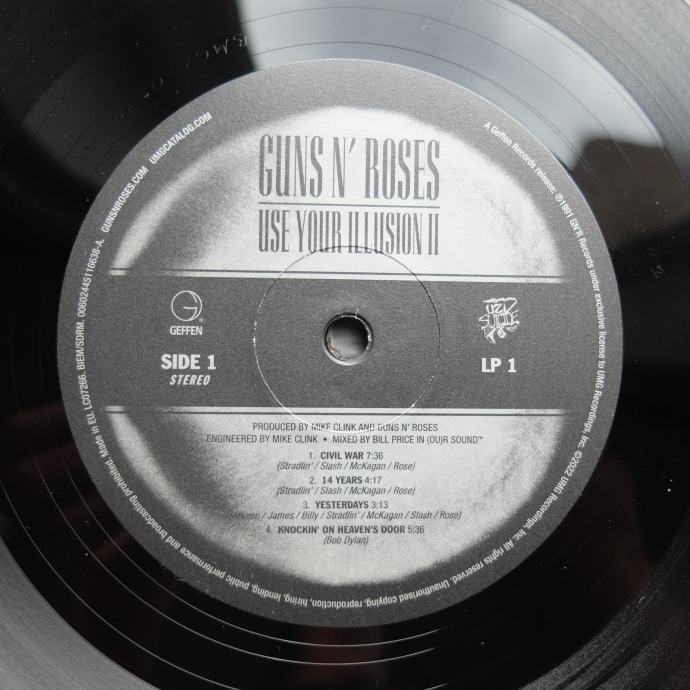 GUNS N' ROSES
USE YOUR ILLUSION II
GEFFEN
SIDE 1
STEREO
LP 1
PRODUCED BY MIKE CLINK AND GUNS N' ROSES
ENGINEERED BY MIKE CLINK • MIXED BY BILL PRICE IN (OU)R SOUND™
1. CIVIL WAR 7:36
(Stradlin' / Slash / McKagan / Rose)
2. 14 YEARS 4:17
(Stradlin' / Slash / McKagan / Rose)
3. YESTERDAYS 3:13
(Arkeen / James / Billy / Stradlin' / McKagan / Slash / Rose)
4. KNOCKIN' ON HEAVEN'S DOOR 5:36
(Bob Dylan)
A Geffen Records release; ℗1991 GN'R Records under exclusive license to UMG Recordings, Inc. ©2022 UMG Recordings, Inc. All rights reserved. Unauthorised copying, reproduction, hiring, lending, public performance and broadcasting prohibited. Made in EU. LC07266. BIEM/SDRM. 00602445116638-A. GUNSNROSES.COM UMGCATALOG.COM